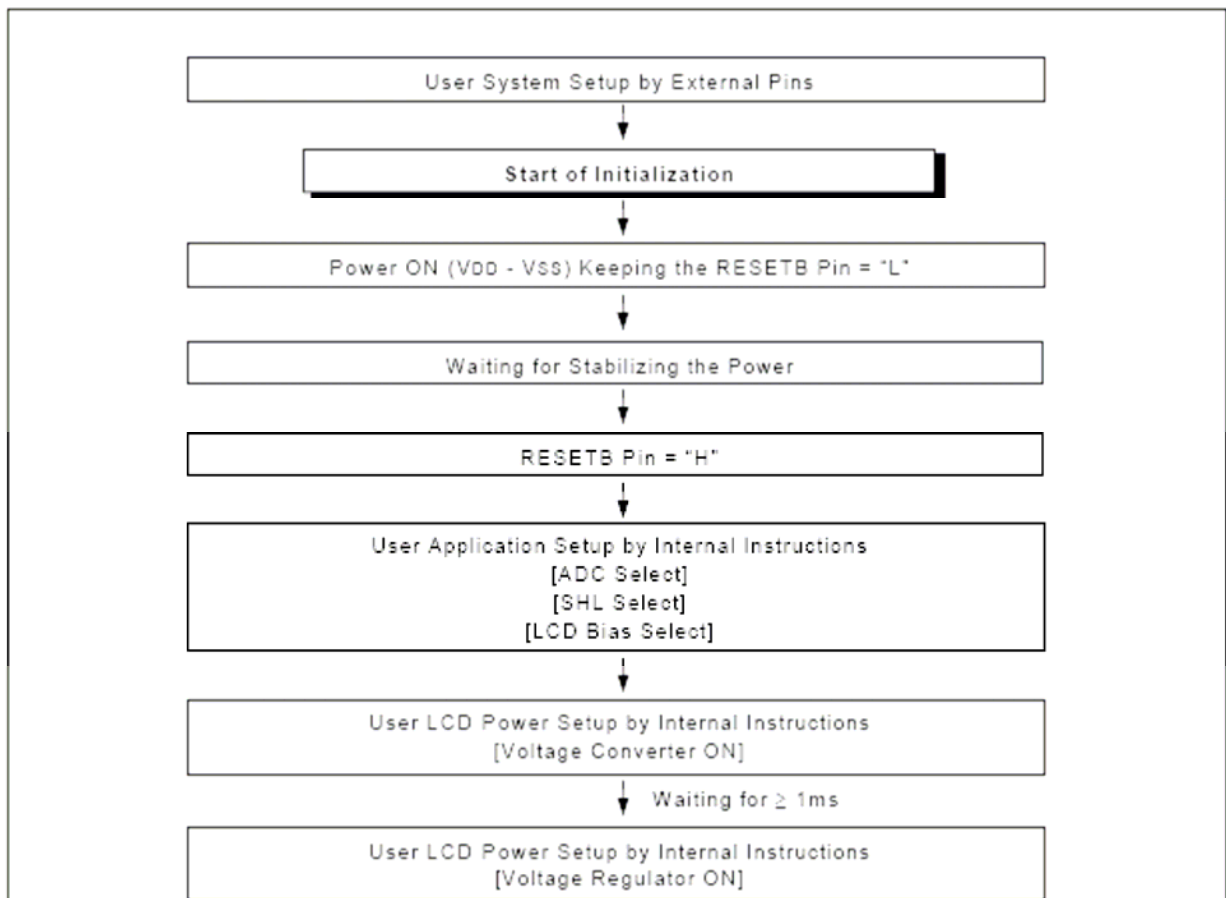 User System Setup by External Pins
Start of Initialization
Power ON (VDD - VSS) Keeping the RESETB Pin = "L"
Waiting for Stabilizing the Power
RESETB Pin = "H"
User Application Setup by Internal Instructions
[ADC Select]
[SHL Select]
[LCD Bias Select]
User LCD Power Setup by Internal Instructions
[Voltage Converter ON]
Waiting for ≥ 1ms
User LCD Power Setup by Internal Instructions
[Voltage Regulator ON]